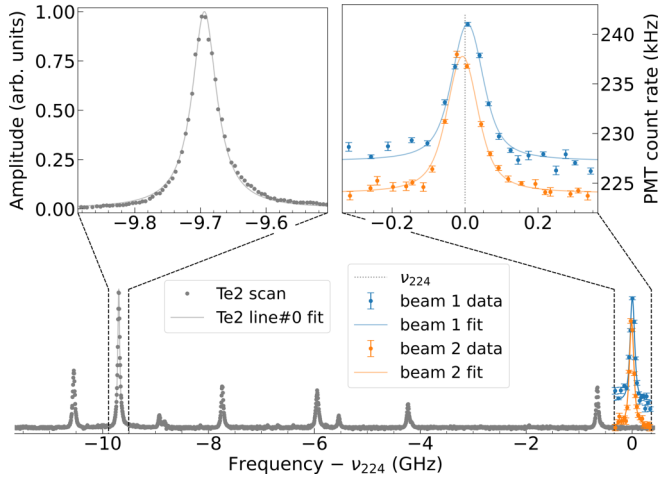 Amplitude (arb. units)
1.00
0.75
0.50
0.25
0.00
−9.8
−9.7
−9.6
240
235
230
225
PMT count rate (kHz)
−0.2
0.0
0.2
Te2 scan
Te2 line#0 fit
ν₂₂₄
beam 1 data
beam 1 fit
beam 2 data
beam 2 fit
−10
−8
−6
−4
−2
0
Frequency − ν₂₂₄ (GHz)